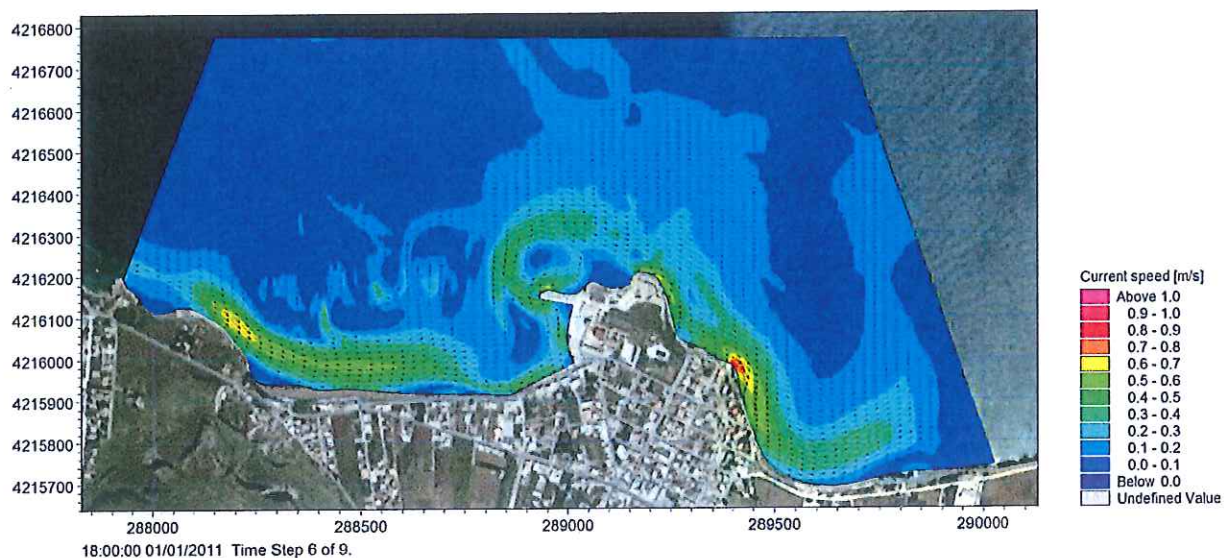 4216800
4216700
4216600
4216500
4216400
4216300
4216200
4216100
4216000
4215900
4215800
4215700
288000 288500 289000 289500 290000
18:00:00 01/01/2011 Time Step 6 of 9.
Current speed [m/s]
Above 1.0
0.9 - 1.0
0.8 - 0.9
0.7 - 0.8
0.6 - 0.7
0.5 - 0.6
0.4 - 0.5
0.3 - 0.4
0.2 - 0.3
0.1 - 0.2
0.0 - 0.1
Below 0.0
Undefined Value